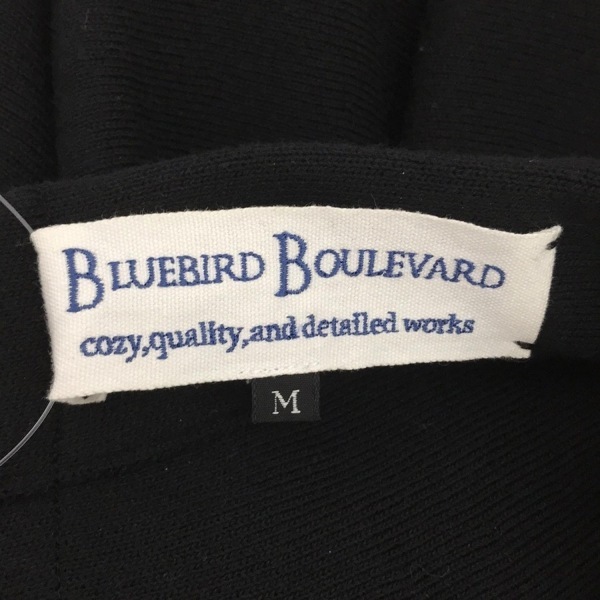 BLUEBIRD BOULEVARD
cozy,quality,and detailed works
M